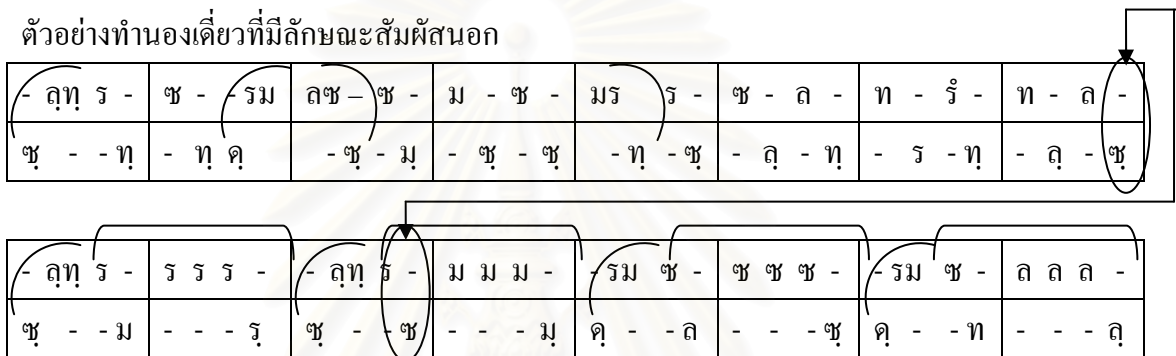 ตัวอย่างทำนองเดี่ยวที่มีลักษณะสัมผัสนอก
- ลฺทฺ ร - ซ - - รม ลซ – ซ - ม - ซ - มร ร - ซ - ล - ท - รํ - ท - ล -
ซฺ - - ทฺ - ทฺ ดฺ - ซฺ - มฺ - ซฺ - ซฺ - ทฺ - ซฺ - ลฺ - ทฺ - ร - ทฺ - ลฺ - ซฺ
- ลฺทฺ ร - ร ร ร - - ลฺทฺ ร - ม ม ม - - รม ซ - ซ ซ ซ - - รม ซ - ล ล ล -
ซฺ - - ม - - - รฺ ซฺ - - ซ - - - มฺ ดฺ - - ล - - - ซฺ ดฺ - - ท - - - ลฺ